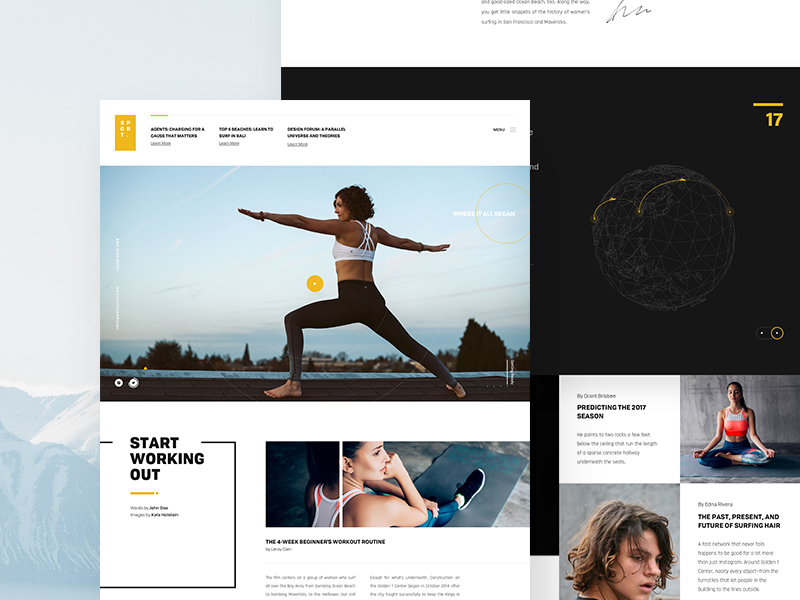 and good-sized Ocean Beach, too. Along the way,
you get little snippets of the history of women's
surfing in San Francisco and Mavericks.
17
nd
S P
O R
T .
AGENTS: CHARGING FOR A
CAUSE THAT MATTERS
Learn More
TOP 5 BEACHES: LEARN TO
SURF IN BALI
Learn More
DESIGN FORUM: A PARALLEL
UNIVERSE AND THEORIES
Learn More
MENU
WHERE IT ALL BEGAN
START
WORKING
OUT
Words by John Doe
Images by Kate Holstein
THE 4-WEEK BEGINNER'S WORKOUT ROUTINE
by Leroy Cain
The film centers on a group of women who surf
all over the Bay Area, from bombing Ocean Beach,
to bombing Mavericks, to the mellower, but still
Except for what's underneath. Construction on
the Golden 1 Center began in October 2014 after
the city fought successfully to keep the Kings in
By Grant Brisbee
PREDICTING THE 2017
SEASON
He points to two rocks a few feet
below the ceiling that run the length
of a sparse concrete hallway
underneath the seats.
By Edna Rivera
THE PAST, PRESENT, AND
FUTURE OF SURFING HAIR
A fast network that never fails
happens to be good for a lot more
than just Instagram. Around Golden 1
Center, nearly every object–from the
turnstiles that let people in the
building to the lines outside.